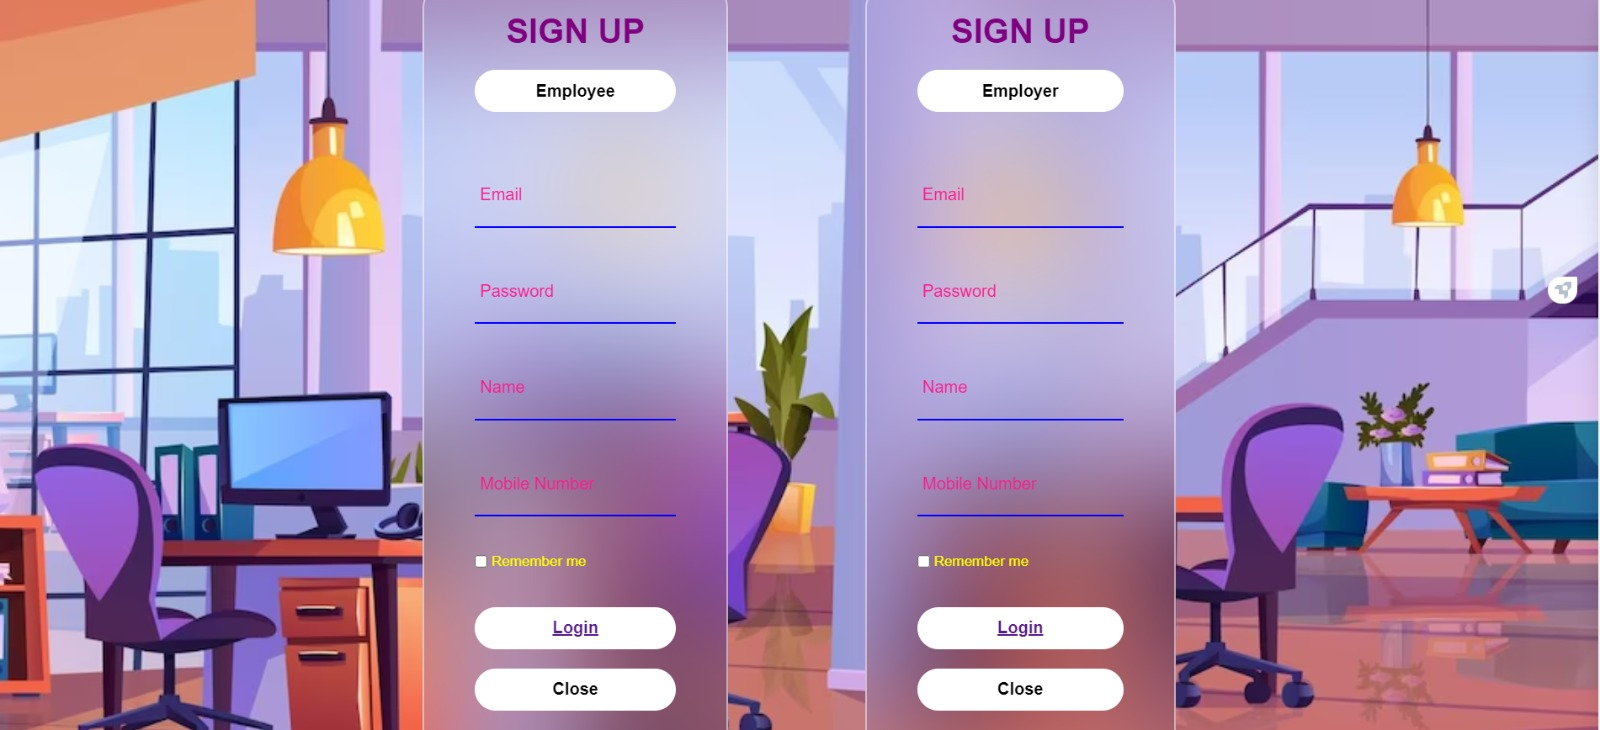 SIGN UP
Employee
Email
Password
Name
Mobile Number
Remember me
Login
Close
SIGN UP
Employer
Email
Password
Name
Mobile Number
Remember me
Login
Close